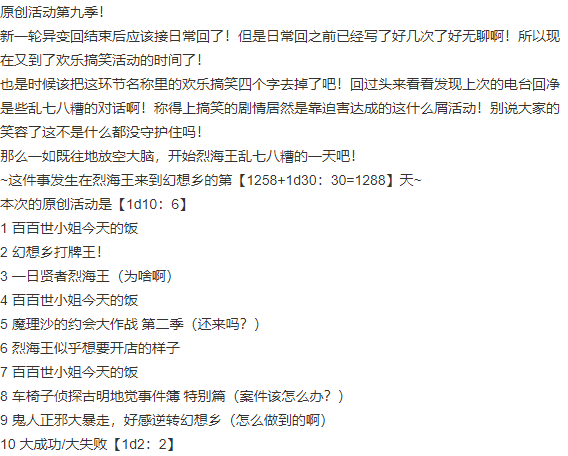 原创活动第九季！
新一轮异变回结束后应该接日常回了！但是日常回之前已经写了好几次了好无聊啊！所以现
在又到了欢乐搞笑活动的时间了！
也是时候该把这环节名称里的欢乐搞笑四个字去掉了吧！回过头来看看发现上次的电台回净
是些乱七八糟的对话啊！称得上搞笑的剧情居然是靠迫害达成的这什么屑活动！别说大家的
笑容了这不是什么都没守护住吗！
那么一如既往地放空大脑，开始烈海王乱七八糟的一天吧！
~这件事发生在烈海王来到幻想乡的第【1258+1d30：30=1288】天~
本次的原创活动是【1d10：6】
1 百百世小姐今天的饭
2 幻想乡打牌王！
3 一日贤者烈海王（为啥啊）
4 百百世小姐今天的饭
5 魔理沙的约会大作战 第二季（还来吗？）
6 烈海王似乎想要开店的样子
7 百百世小姐今天的饭
8 车椅子侦探古明地觉事件簿 特别篇（案件该怎么办？）
9 鬼人正邪大暴走，好感逆转幻想乡（怎么做到的啊）
10 大成功/大失败【1d2：2】